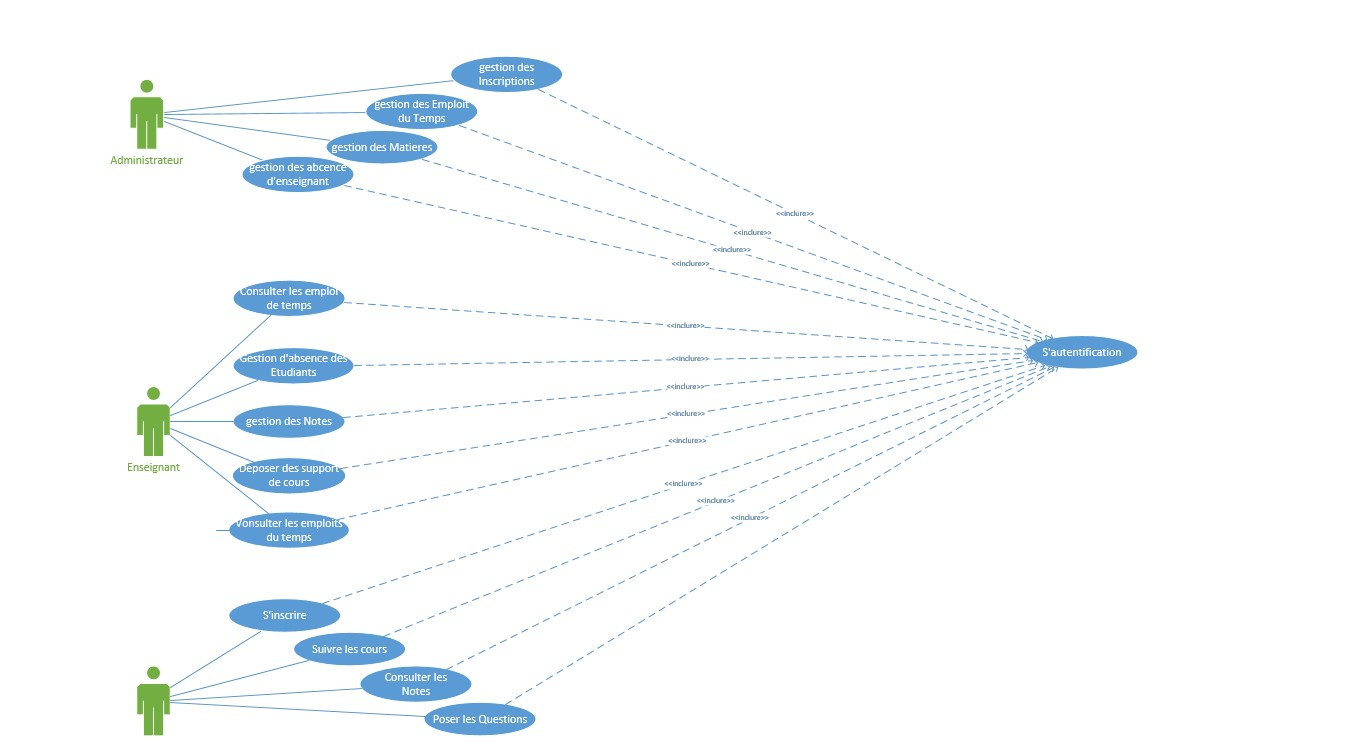 gestion des
Inscriptions
gestion des Emploit
du Temps
gestion des Matieres
gestion des abcence
d'enseignant
Administrateur
<<inclure>>
<<inclure>>
<<inclure>>
<<inclure>>
Consulter les emploi
de temps
<<inclure>>
S'autentification
Gestion d'absence des
Etudiants
<<inclure>>
<<inclure>>
gestion des Notes
<<inclure>>
<<inclure>>
Enseignant
Deposer des support
de cours
<<inclure>>
<<inclure>>
<<inclure>>
Vonsulter les emploits
du temps
S'inscrire
Suivre les cours
Consulter les
Notes
Poser les Questions